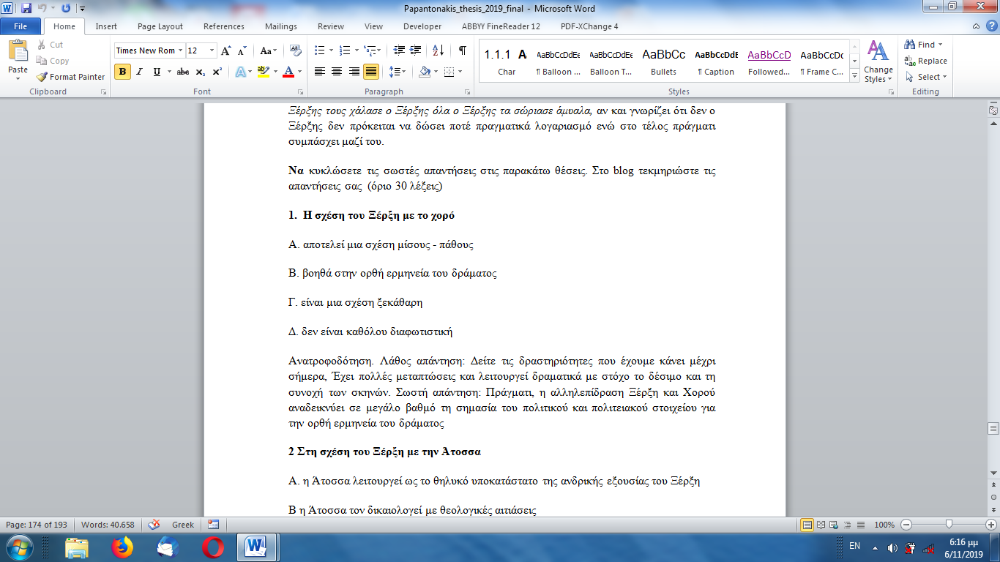 Papantonakis_thesis_2019_final - Microsoft Word
File Home Insert Page Layout References Mailings Review View Developer ABBYY FineReader 12 PDF-XChange 4
Paste
Cut
Copy
Format Painter
Clipboard
Times New Rom 12
Font
Paragraph
1.1.1 A AaBbCcDdEe AaBbCcDdEe AaBbCc AaBbCcDdE AaBbCcD AaBbCcDc
Char ¶ Balloon ... Balloon T... Bullets ¶ Caption Followed... ¶ Frame C...
Styles
Change Styles
Find
Replace
Select
Editing
Ξέρξης τους χάλασε ο Ξέρξης όλα ο Ξέρξης τα σώριασε άμυαλα, αν και γνωρίζει ότι δεν ο
Ξέρξης δεν πρόκειται να δώσει ποτέ πραγματικά λογαριασμό ενώ στο τέλος πράγματι
συμπάσχει μαζί του.
Να κυκλώσετε τις σωστές απαντήσεις στις παρακάτω θέσεις. Στο blog τεκμηριώστε τις
απαντήσεις σας (όριο 30 λέξεις)
1. Η σχέση του Ξέρξη με το χορό
Α. αποτελεί μια σχέση μίσους - πάθους
Β. βοηθά στην ορθή ερμηνεία του δράματος
Γ. είναι μια σχέση ξεκάθαρη
Δ. δεν είναι καθόλου διαφωτιστική
Ανατροφοδότηση. Λάθος απάντηση: Δείτε τις δραστηριότητες που έχουμε κάνει μέχρι
σήμερα, Έχει πολλές μεταπτώσεις και λειτουργεί δραματικά με στόχο το δέσιμο και τη
συνοχή των σκηνών. Σωστή απάντηση: Πράγματι, η αλληλεπίδραση Ξέρξη και Χορού
αναδεικνύει σε μεγάλο βαθμό τη σημασία του πολιτικού και πολιτειακού στοιχείου για
την ορθή ερμηνεία του δράματος
2 Στη σχέση του Ξέρξη με την Άτοσσα
Α. η Άτοσσα λειτουργεί ως το θηλυκό υποκατάστατο της ανδρικής εξουσίας του Ξέρξη
Β η Άτοσσα τον δικαιολογεί με θεολογικές αιτιάσεις
Page: 174 of 193 Words: 40.658 Greek 100%
EN 6:16 μμ
6/11/2019